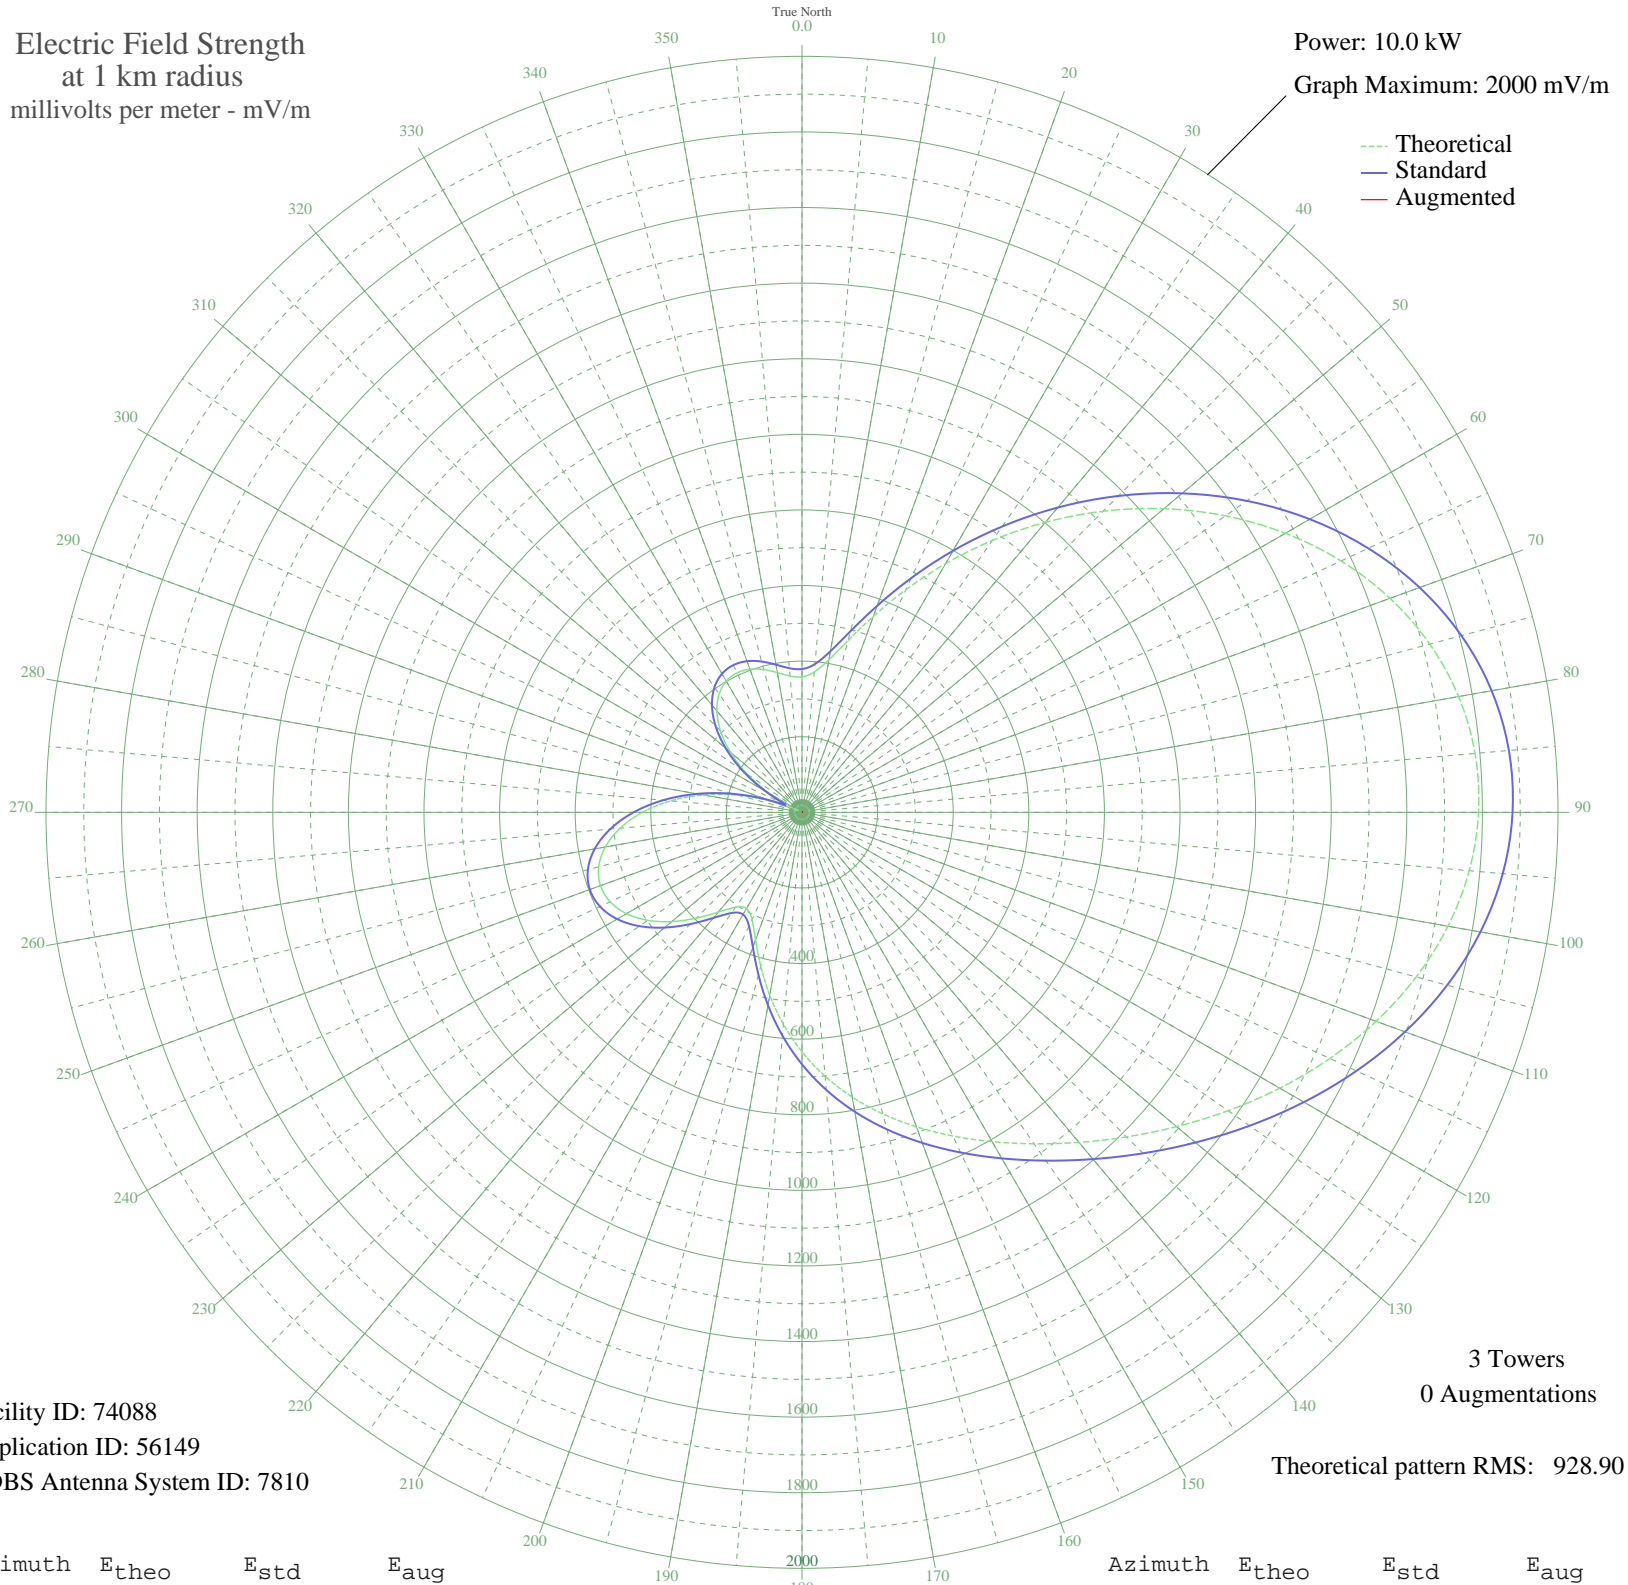 True North
0.0
Electric Field Strength
at 1 km radius
millivolts per meter - mV/m
Power: 10.0 kW
Graph Maximum: 2000 mV/m
Theoretical
Standard
Augmented
10
20
30
40
50
60
70
80
90
100
110
120
130
140
150
160
170
190
200
210
220
230
240
250
260
270
280
290
300
310
320
330
340
350
400
600
800
1000
1200
1400
1600
1800
2000
3 Towers
0 Augmentations
Theoretical pattern RMS: 928.90
cility ID: 74088
plication ID: 56149
DBS Antenna System ID: 7810
imuth Etheo Estd Eaug
Azimuth Etheo Estd Eaug